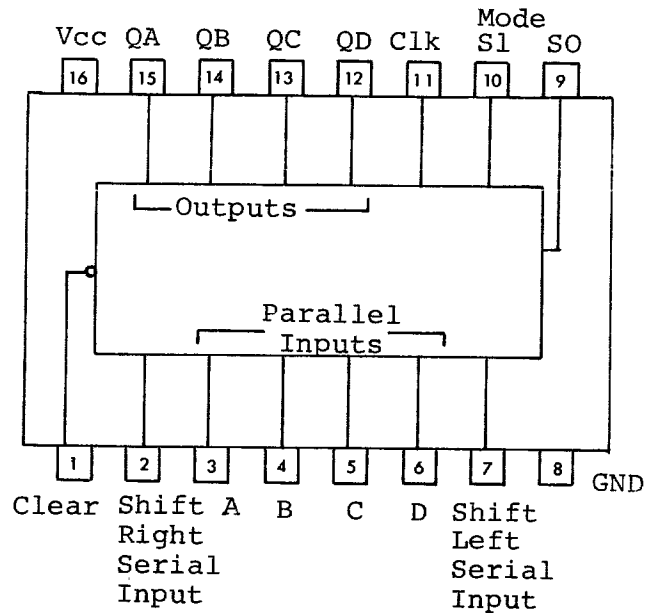 Mode
Vcc QA QB QC QD Clk S1 SO
16 15 14 13 12 11 10 9
Outputs
Parallel
Inputs
1 2 3 4 5 6 7 8
GND
Clear Shift A B C D Shift
Right Left
Serial Serial
Input Input